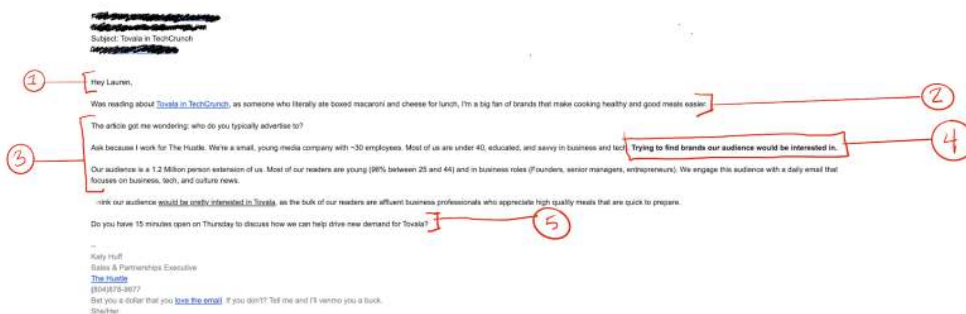 Subject: Tovala in TechCrunch
1
Hey Lauren,
Was reading about Tovala in TechCrunch, as someone who literally ate boxed macaroni and cheese for lunch, I'm a big fan of brands that make cooking healthy and good meals easier.
2
The article got me wondering: who do you typically advertise to?
3
Ask because I work for The Hustle. We're a small, young media company with ~30 employees. Most of us are under 40, educated, and savvy in business and tech. Trying to find brands our audience would be interested in.
4
Our audience is a 1.2 Million person extension of us. Most of our readers are young (98% between 25 and 44) and in business roles (Founders, senior managers, entrepreneurs). We engage this audience with a daily email that
focuses on business, tech, and culture news.
think our audience would be pretty interested in Tovala, as the bulk of our readers are affluent business professionals who appreciate high quality meals that are quick to prepare.
Do you have 15 minutes open on Thursday to discuss how we can help drive new demand for Tovala?
5
--
Katy Huff
Sales & Partnerships Executive
The Hustle
Bet you a dollar that you love the email. If you don't? Tell me and I'll venmo you a buck.
She/Her